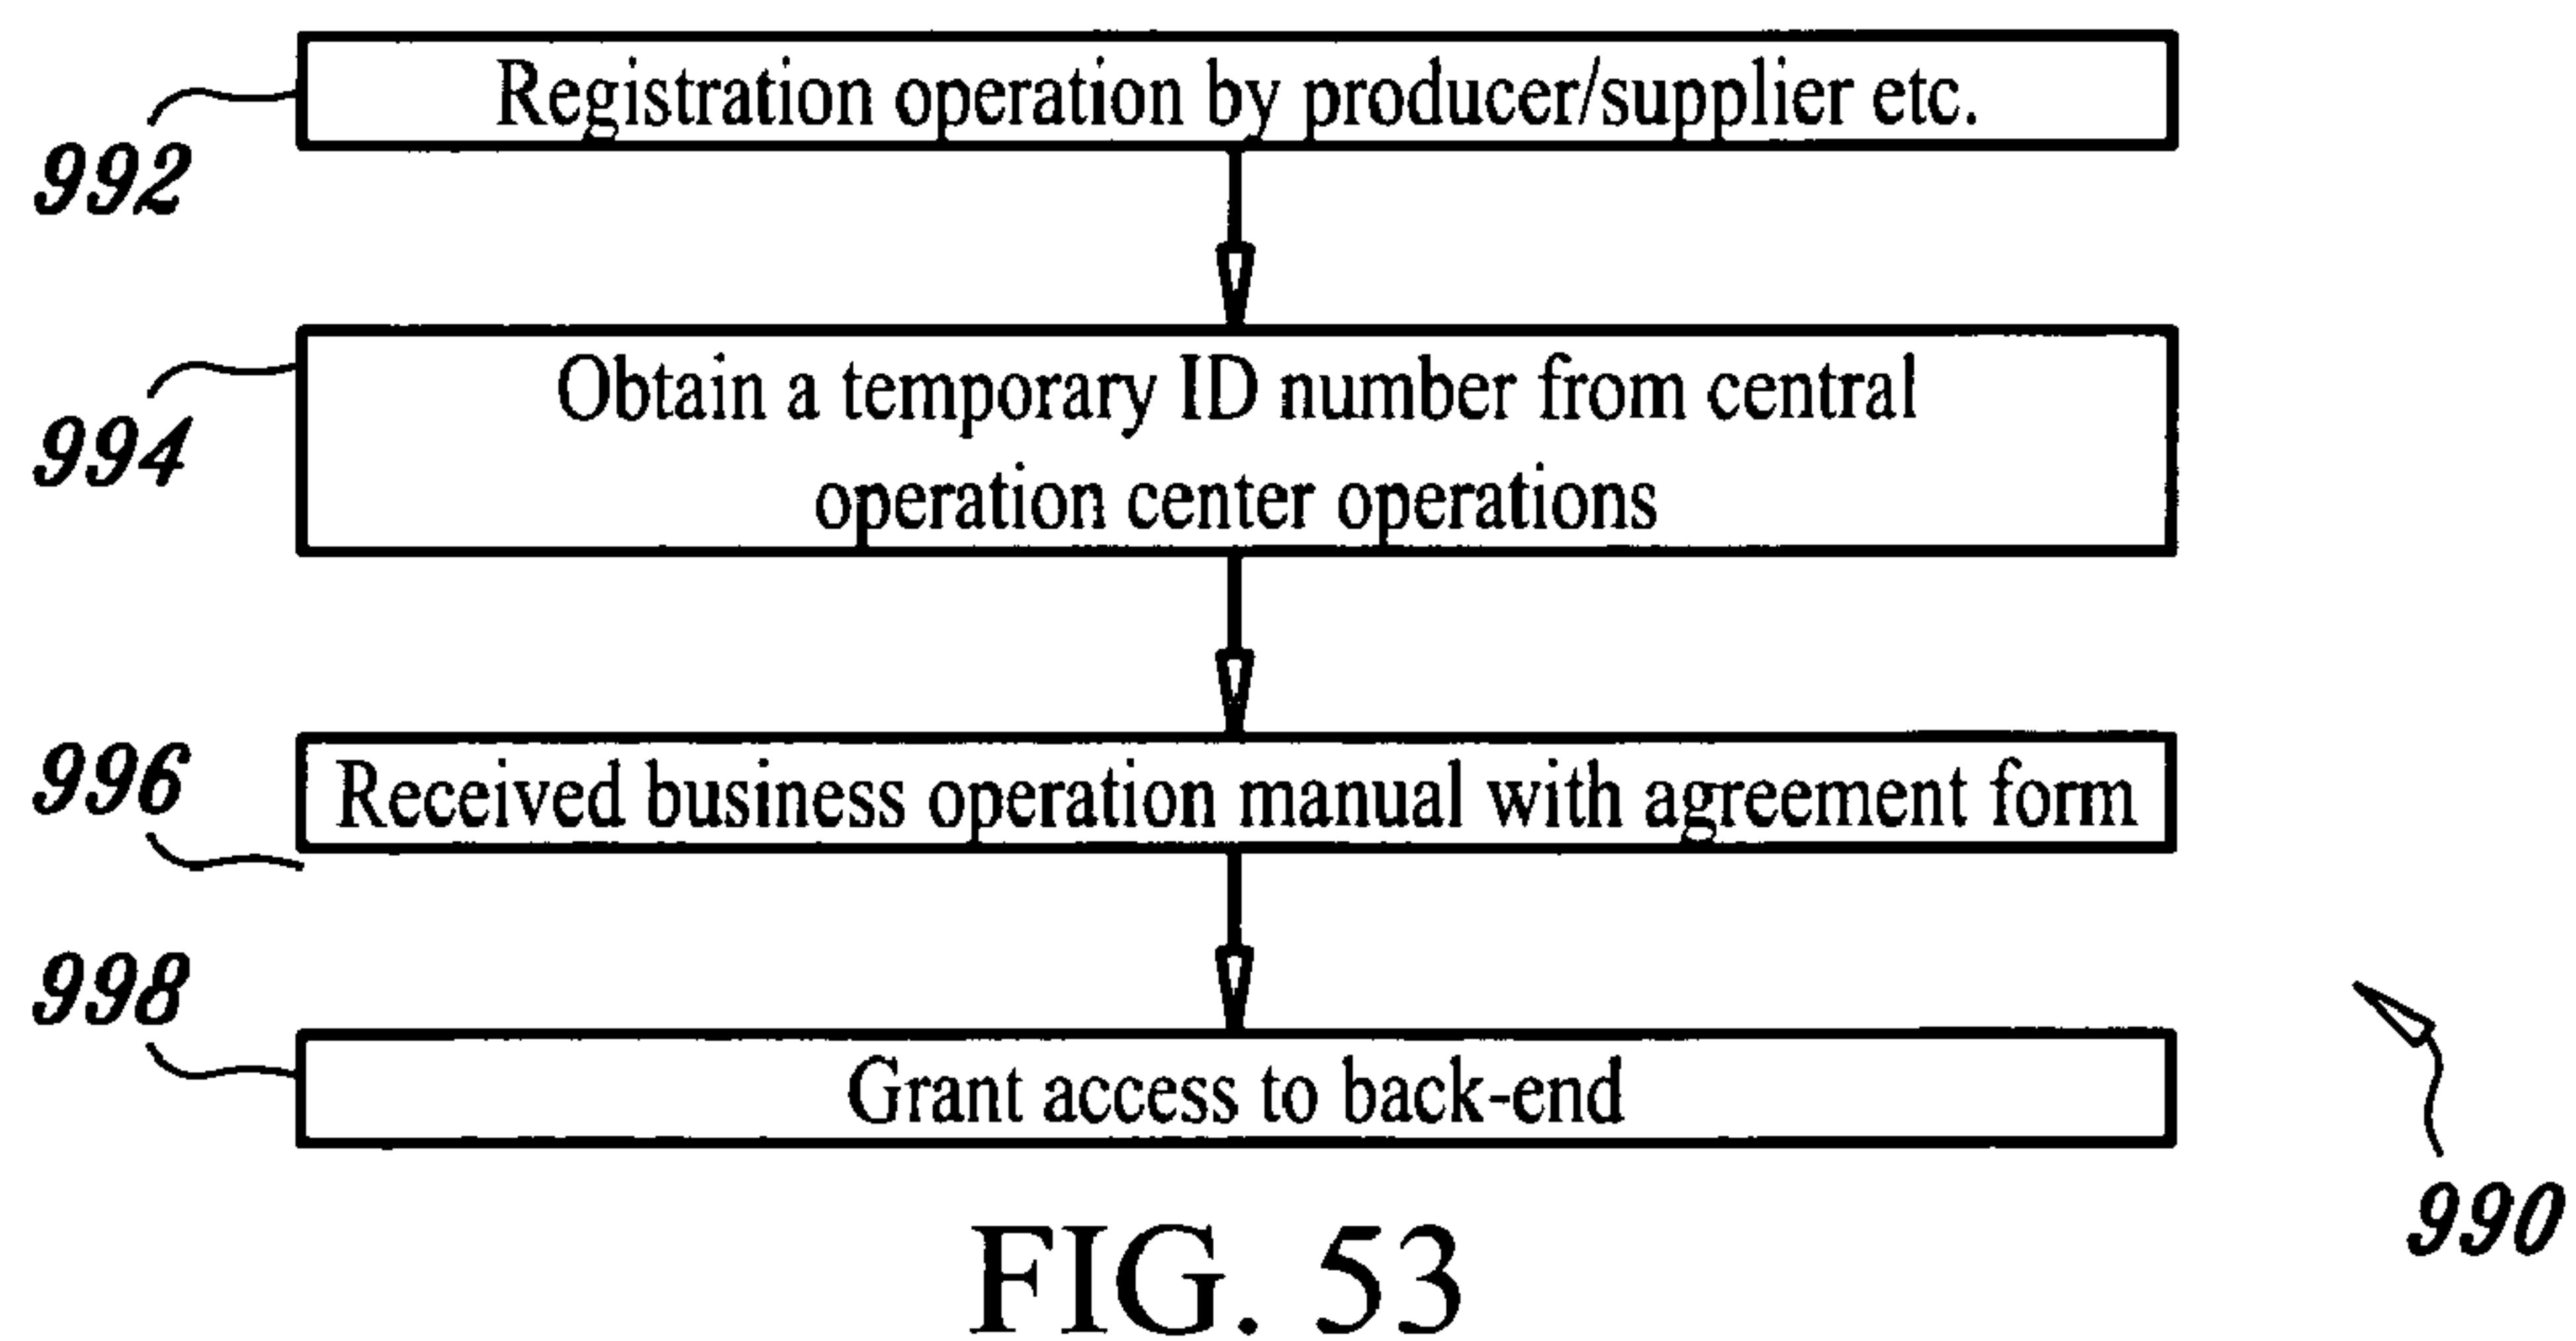 Registration operation by producer/supplier etc.
992
Obtain a temporary ID number from central
operation center operations
994
996
Received business operation manual with agreement form
998
Grant access to back-end
990
FIG. 53